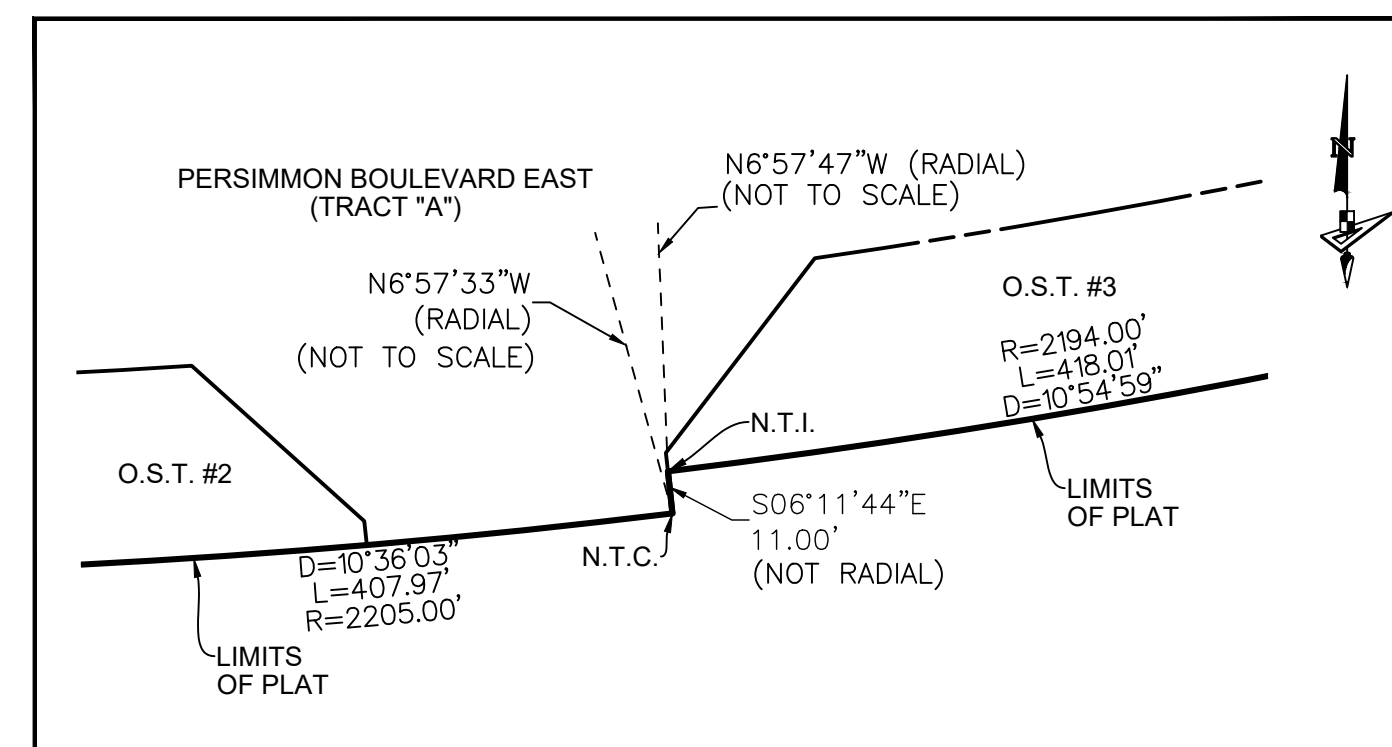 PERSIMMON BOULEVARD EAST
(TRACT "A")
N6°57'47"W (RADIAL)
(NOT TO SCALE)
N
N6°57'33"W
(RADIAL)
(NOT TO SCALE)
O.S.T. #3
R=2194.00'
L=418.01'
D=10°54'59"
N.T.I.
O.S.T. #2
LIMITS
OF PLAT
S06°11'44"E
11.00'
(NOT RADIAL)
N.T.C.
D=10°36'03"
L=407.97'
R=2205.00'
LIMITS
OF PLAT